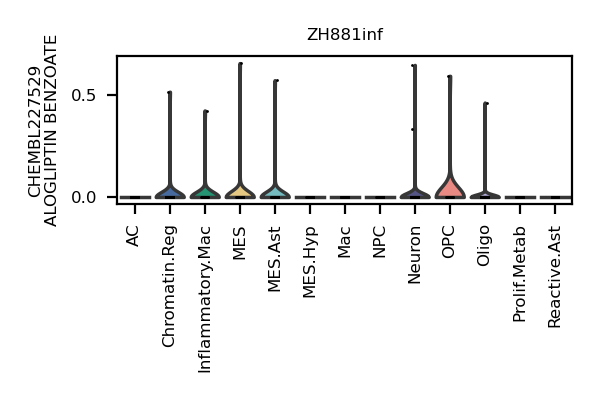 ZH881inf
CHEMBL227529
ALOGLIPTIN BENZOATE
0.5
0.0
AC
Chromatin.Reg
Inflammatory.Mac
MES
MES.Ast
MES.Hyp
Mac
NPC
Neuron
OPC
Oligo
Prolif.Metab
Reactive.Ast